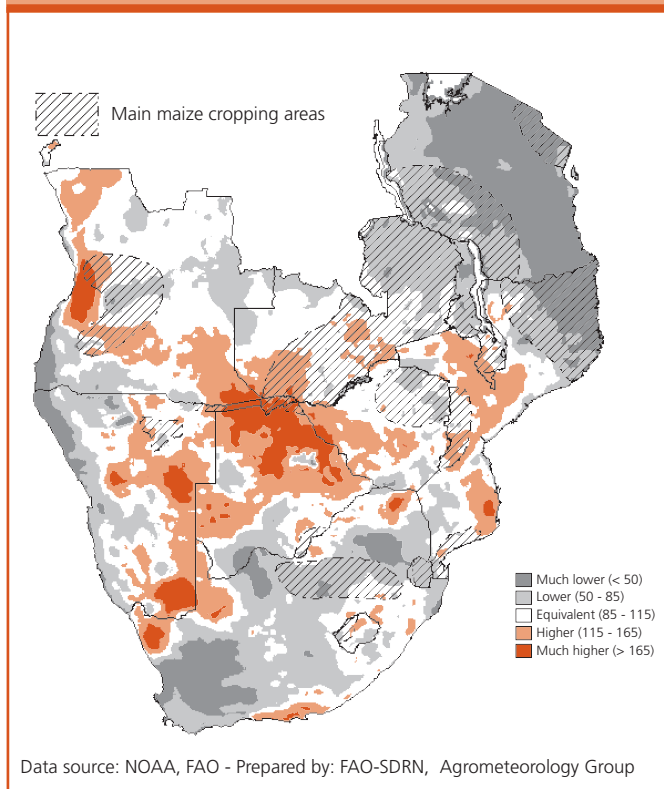 Main maize cropping areas
Much lower (< 50)
Lower (50 - 85)
Equivalent (85 - 115)
Higher (115 - 165)
Much higher (> 165)
Data source: NOAA, FAO - Prepared by: FAO-SDRN, Agrometeorology Group